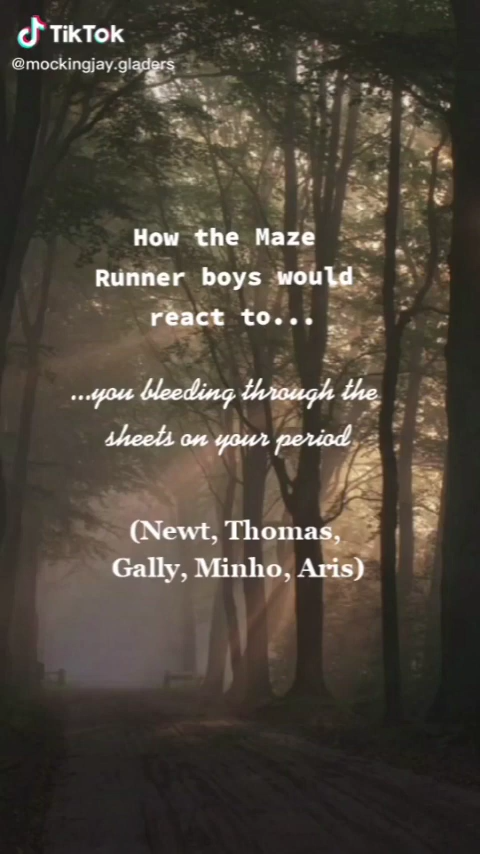 TikTok
@mockingjay.gladers
How the Maze
Runner boys would
react to...
...you bleeding through the
sheets on your period
(Newt, Thomas,
Gally, Minho, Aris)